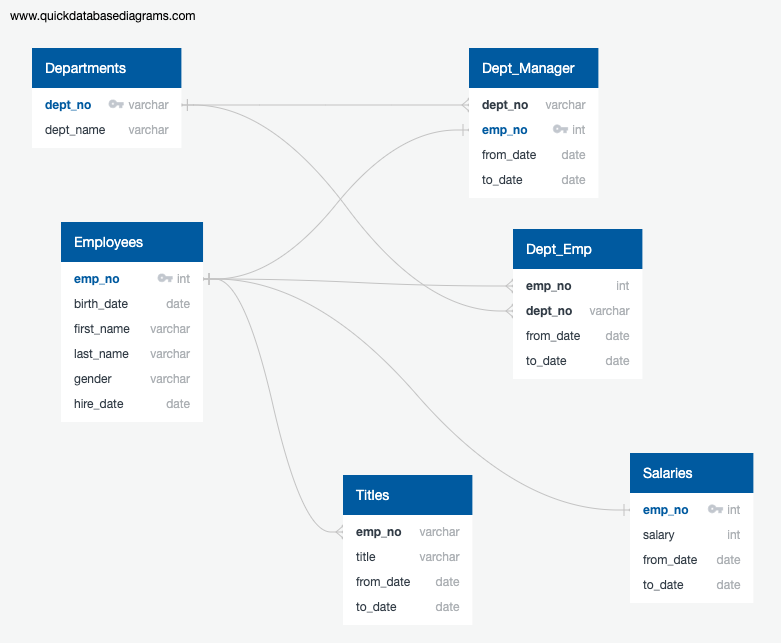 www.quickdatabasediagrams.com
Departments
dept_no varchar
dept_name varchar
Dept_Manager
dept_no varchar
emp_no int
from_date date
to_date date
Employees
emp_no int
birth_date date
first_name varchar
last_name varchar
gender varchar
hire_date date
Dept_Emp
emp_no int
dept_no varchar
from_date date
to_date date
Titles
emp_no varchar
title varchar
from_date date
to_date date
Salaries
emp_no int
salary int
from_date date
to_date date